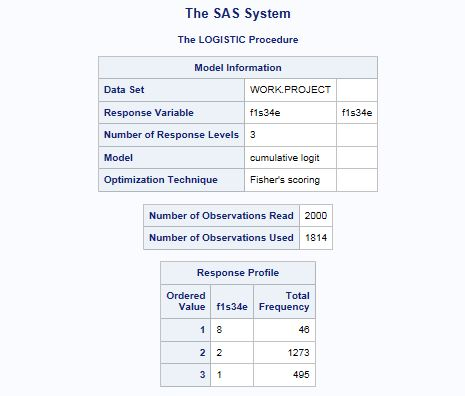 The SAS System
The LOGISTIC Procedure
Model Information
Data Set WORK.PROJECT
Response Variable f1s34e f1s34e
Number of Response Levels 3
Model cumulative logit
Optimization Technique Fisher's scoring
Number of Observations Read 2000
Number of Observations Used 1814
Response Profile
Ordered Value f1s34e Total Frequency
1 8 46
2 2 1273
3 1 495